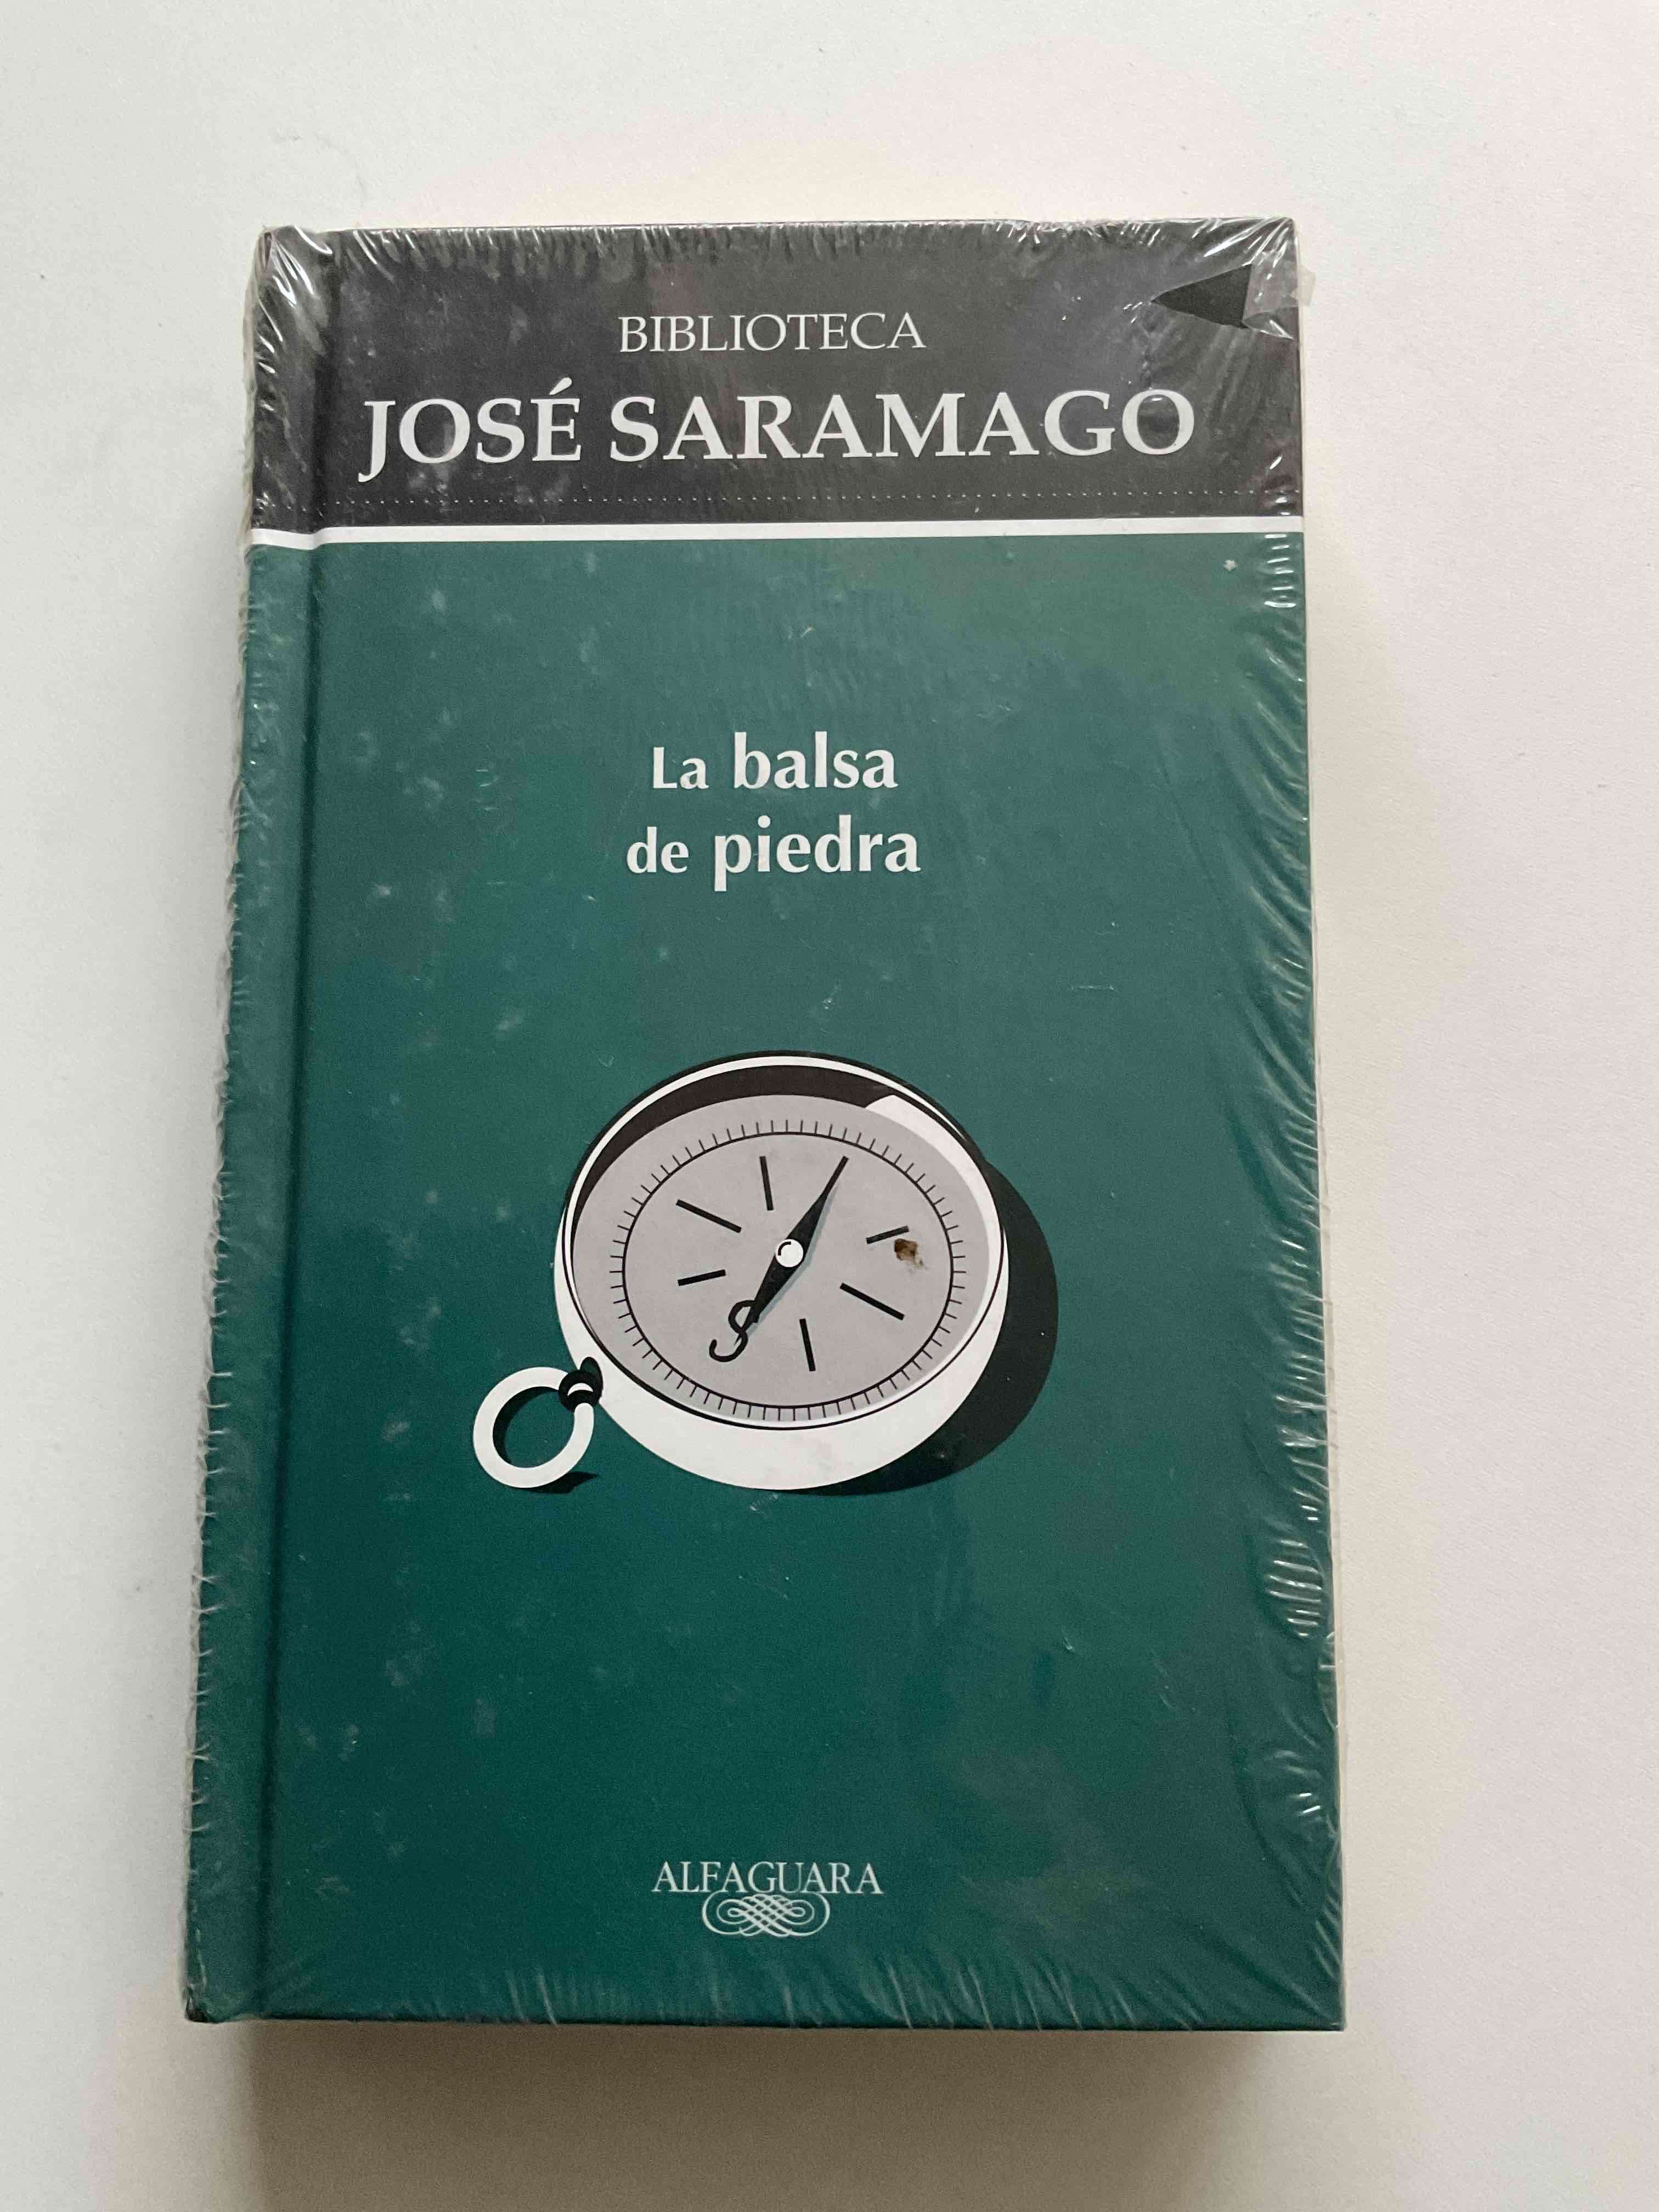 BIBLIOTECA
JOSÉ SARAMAGO
La balsa
de piedra
S
ALFAGUARA